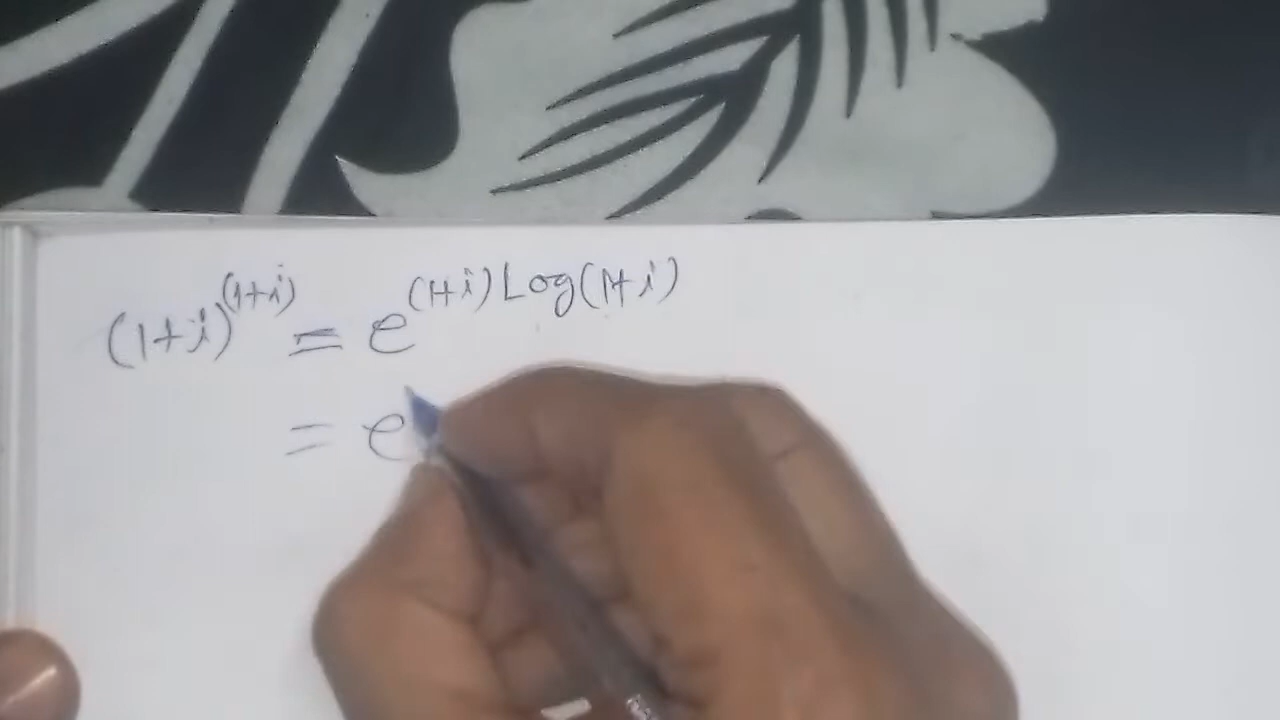 (1+i)^(1+i) = e^(1+i) Log(1+i)
= e